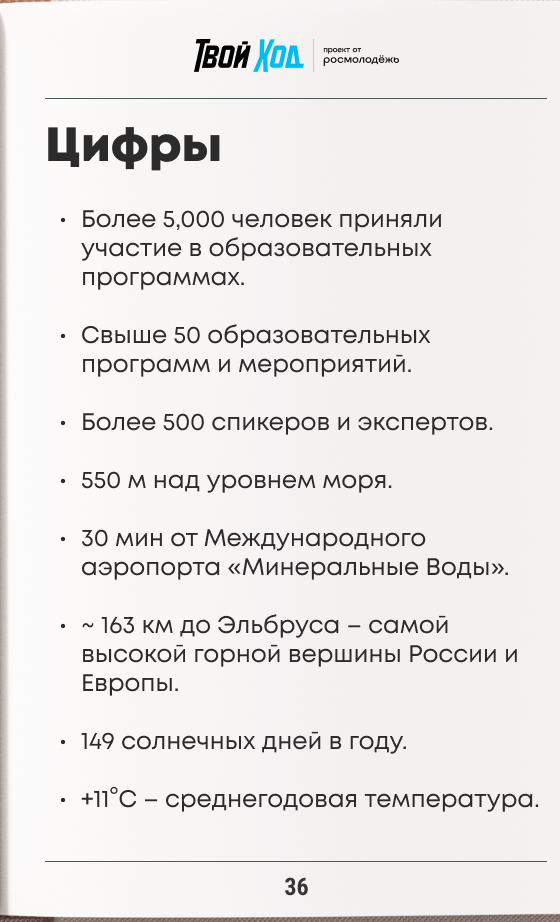 Твой Ход
проект от
росмолодёжь
Цифры
• Более 5,000 человек приняли
участие в образовательных
программах.
• Свыше 50 образовательных
программ и мероприятий.
• Более 500 спикеров и экспертов.
• 550 м над уровнем моря.
• 30 мин от Международного
аэропорта «Минеральные Воды».
• ~ 163 км до Эльбруса – самой
высокой горной вершины России и
Европы.
• 149 солнечных дней в году.
• +11°C – среднегодовая температура.
36